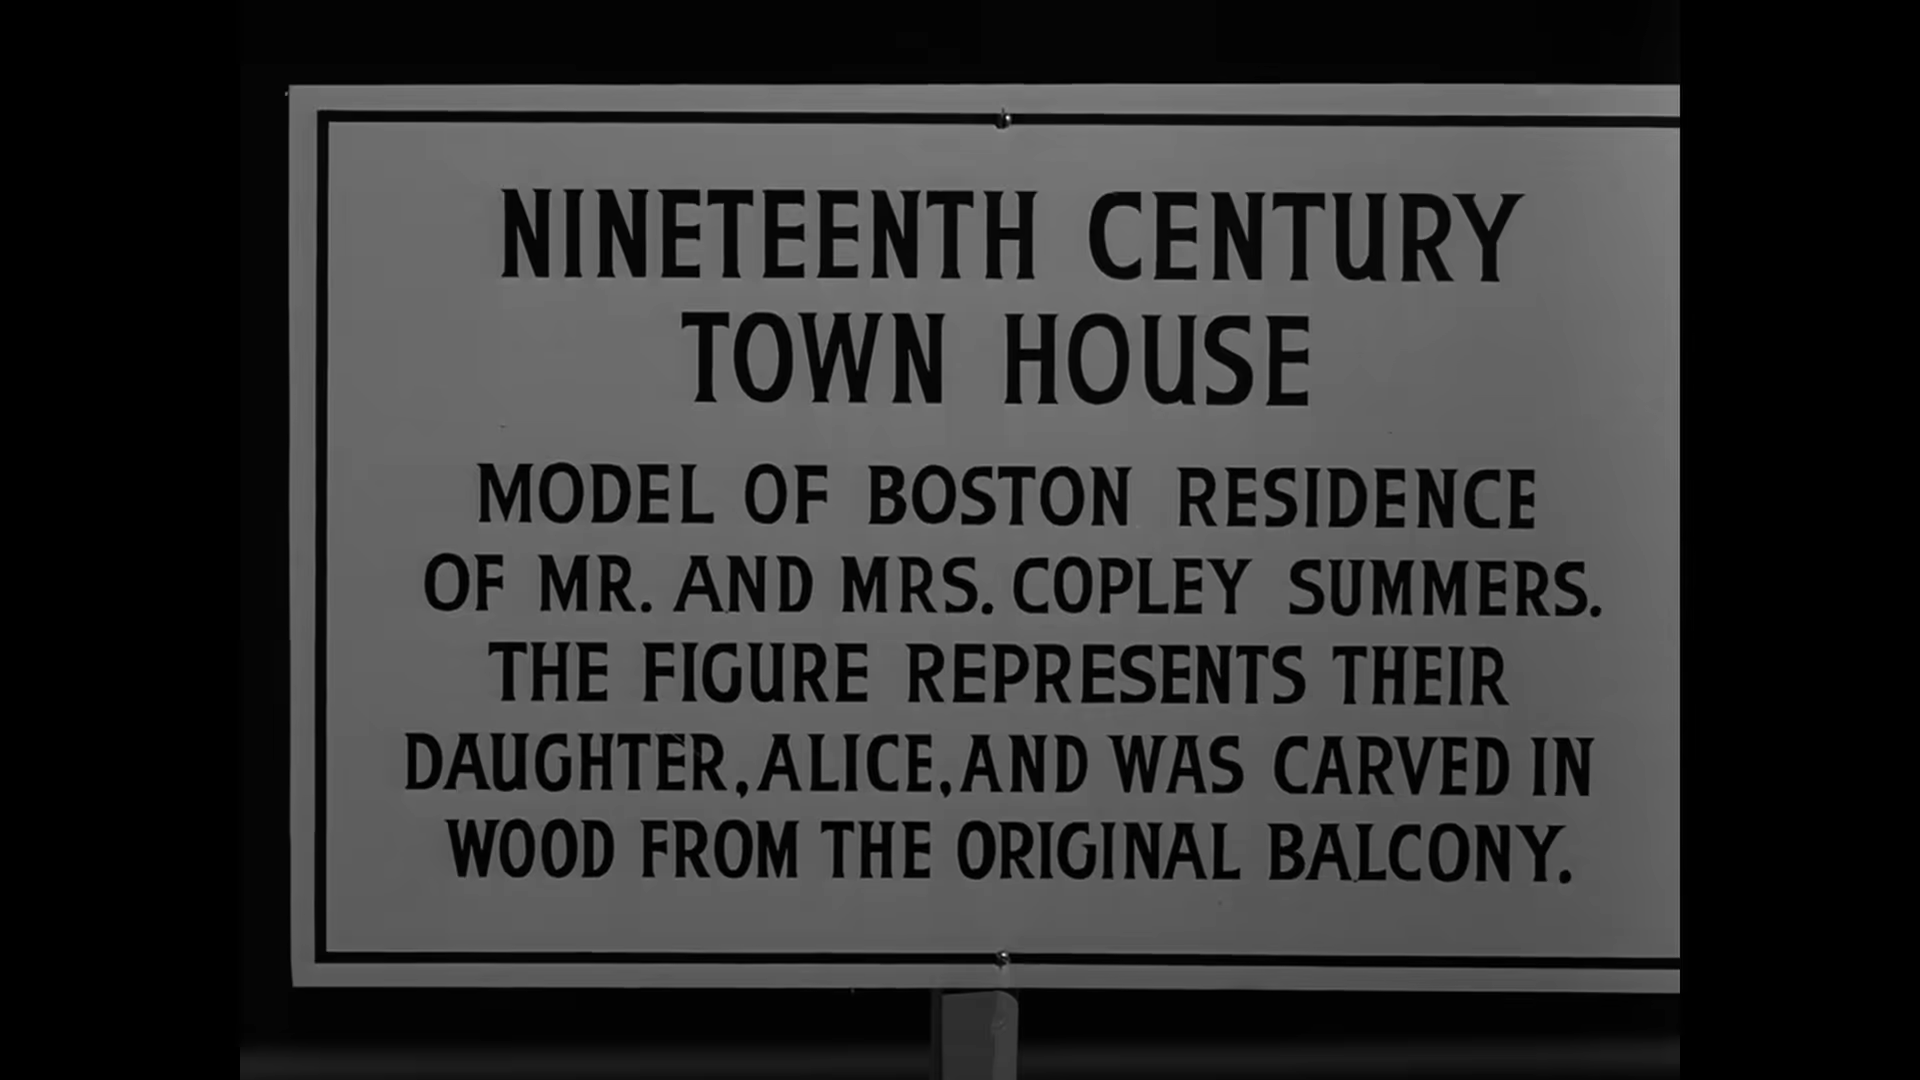 NINETEENTH CENTURY
TOWN HOUSE
MODEL OF BOSTON RESIDENCE
OF MR. AND MRS. COPLEY SUMMERS.
THE FIGURE REPRESENTS THEIR
DAUGHTER, ALICE, AND WAS CARVED IN
WOOD FROM THE ORIGINAL BALCONY.